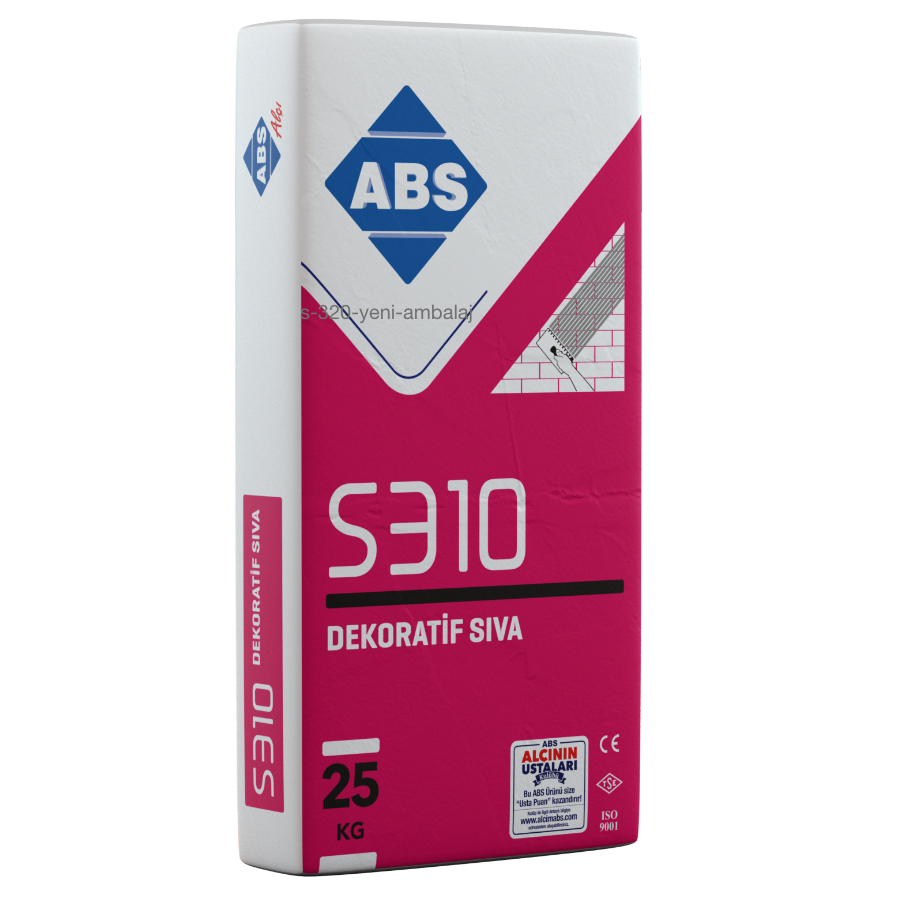 ABS
Alçı
ABS
s-320-yeni-ambalaj
S310
DEKORATİF SIVA
S310 DEKORATİF SIVA
25
KG
ABS
ALÇININ
USTALARI
Kulübü
Bu ABS Ürünü size
"Usta Puan" kazandırır!
www.alcimabs.com
CE
TSE
ISO
9001